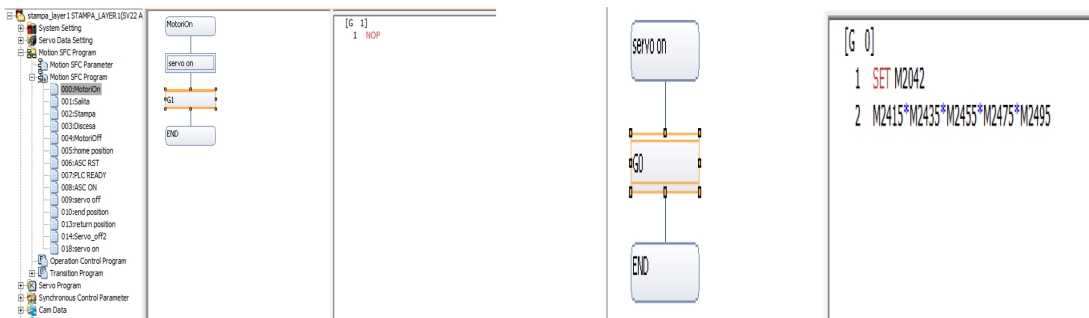 stampa_layer1 STAMPA_LAYER1(SV22 A
System Setting
Servo Data Setting
Motion SFC Program
Motion SFC Parameter
Motion SFC Program
000:MotoriOn
001:Salita
002:Stampa
003:Discesa
004:MotoriOff
005:home position
006:ASC RST
007:PLC READY
008:ASC ON
009:servo off
010:end position
013:return position
014:Servo_off2
018:servo on
Operation Control Program
Transition Program
Servo Program
Synchronous Control Parameter
Cam Data
MotoriOn
servo on
G1
END
[G 1]
1 NOP
servo on
G0
END
[G 0]
1 SET M2042
2 M2415*M2435*M2455*M2475*M2495